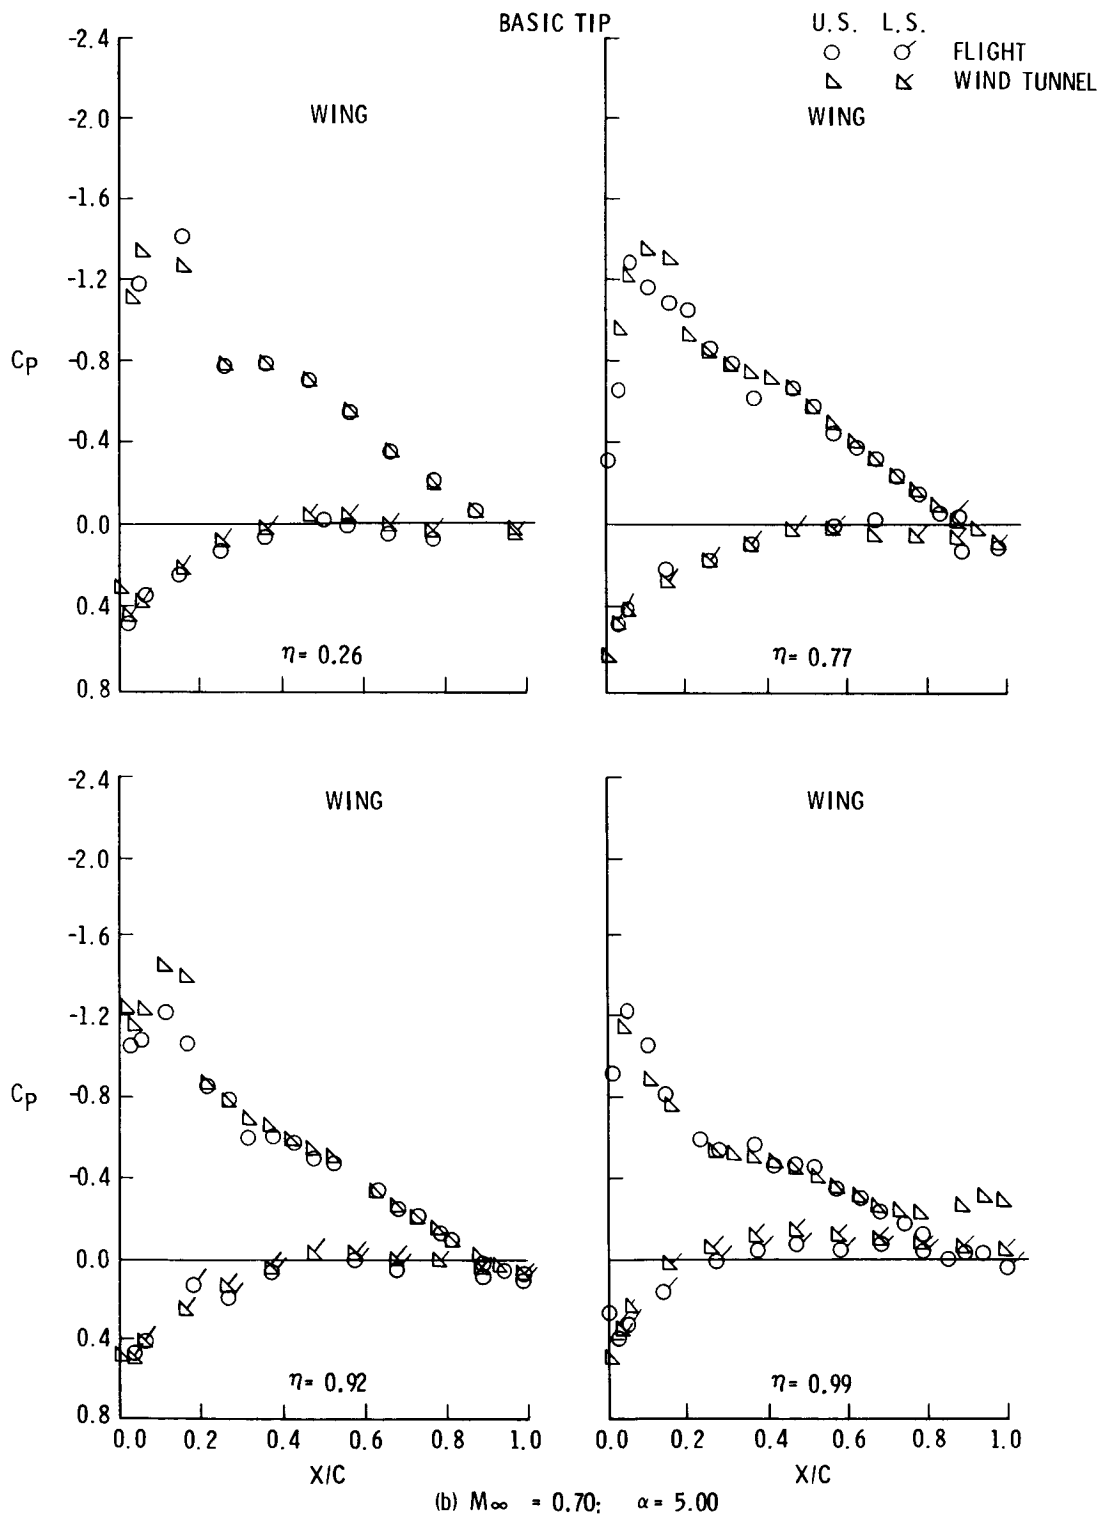 BASIC TIP
U.S. L.S.
FLIGHT
WIND TUNNEL
-2.4
-2.0
-1.6
-1.2
-0.8
-0.4
0.0
0.4
0.8
CP
WING
η= 0.26
WING
η= 0.77
-2.4
-2.0
-1.6
-1.2
-0.8
-0.4
0.0
0.4
0.8
CP
WING
η= 0.92
0.0 0.2 0.4 0.6 0.8 1.0
X/C
WING
η= 0.99
0.0 0.2 0.4 0.6 0.8 1.0
X/C
(b) M∞ = 0.70; α= 5.00